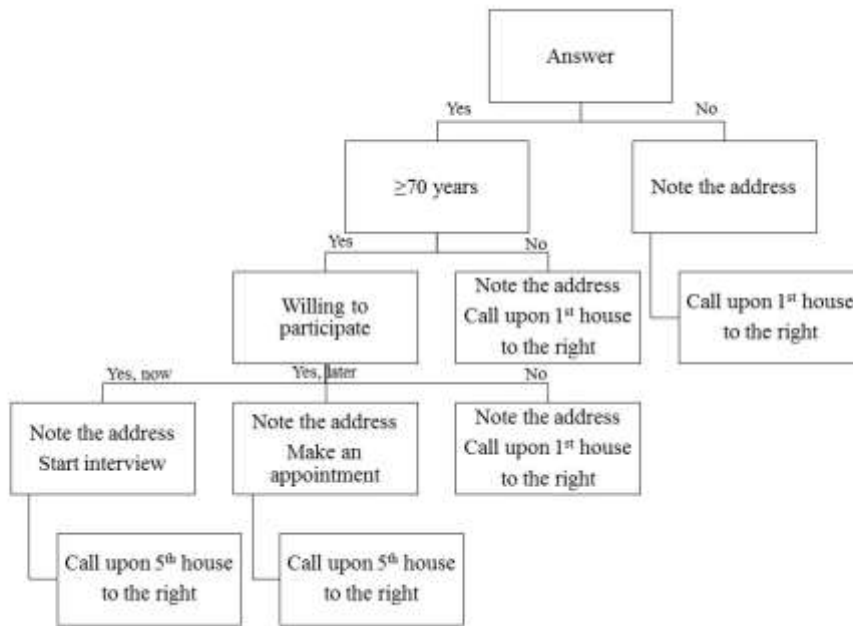 Answer
Yes
No
≥70 years
Note the address
Yes
No
Willing to
participate
Note the address
Call upon 1st house
to the right
Call upon 1st house
to the right
Yes, now
Yes, later
No
Note the address
Start interview
Note the address
Make an
appointment
Note the address
Call upon 1st house
to the right
Call upon 5th house
to the right
Call upon 5th house
to the right